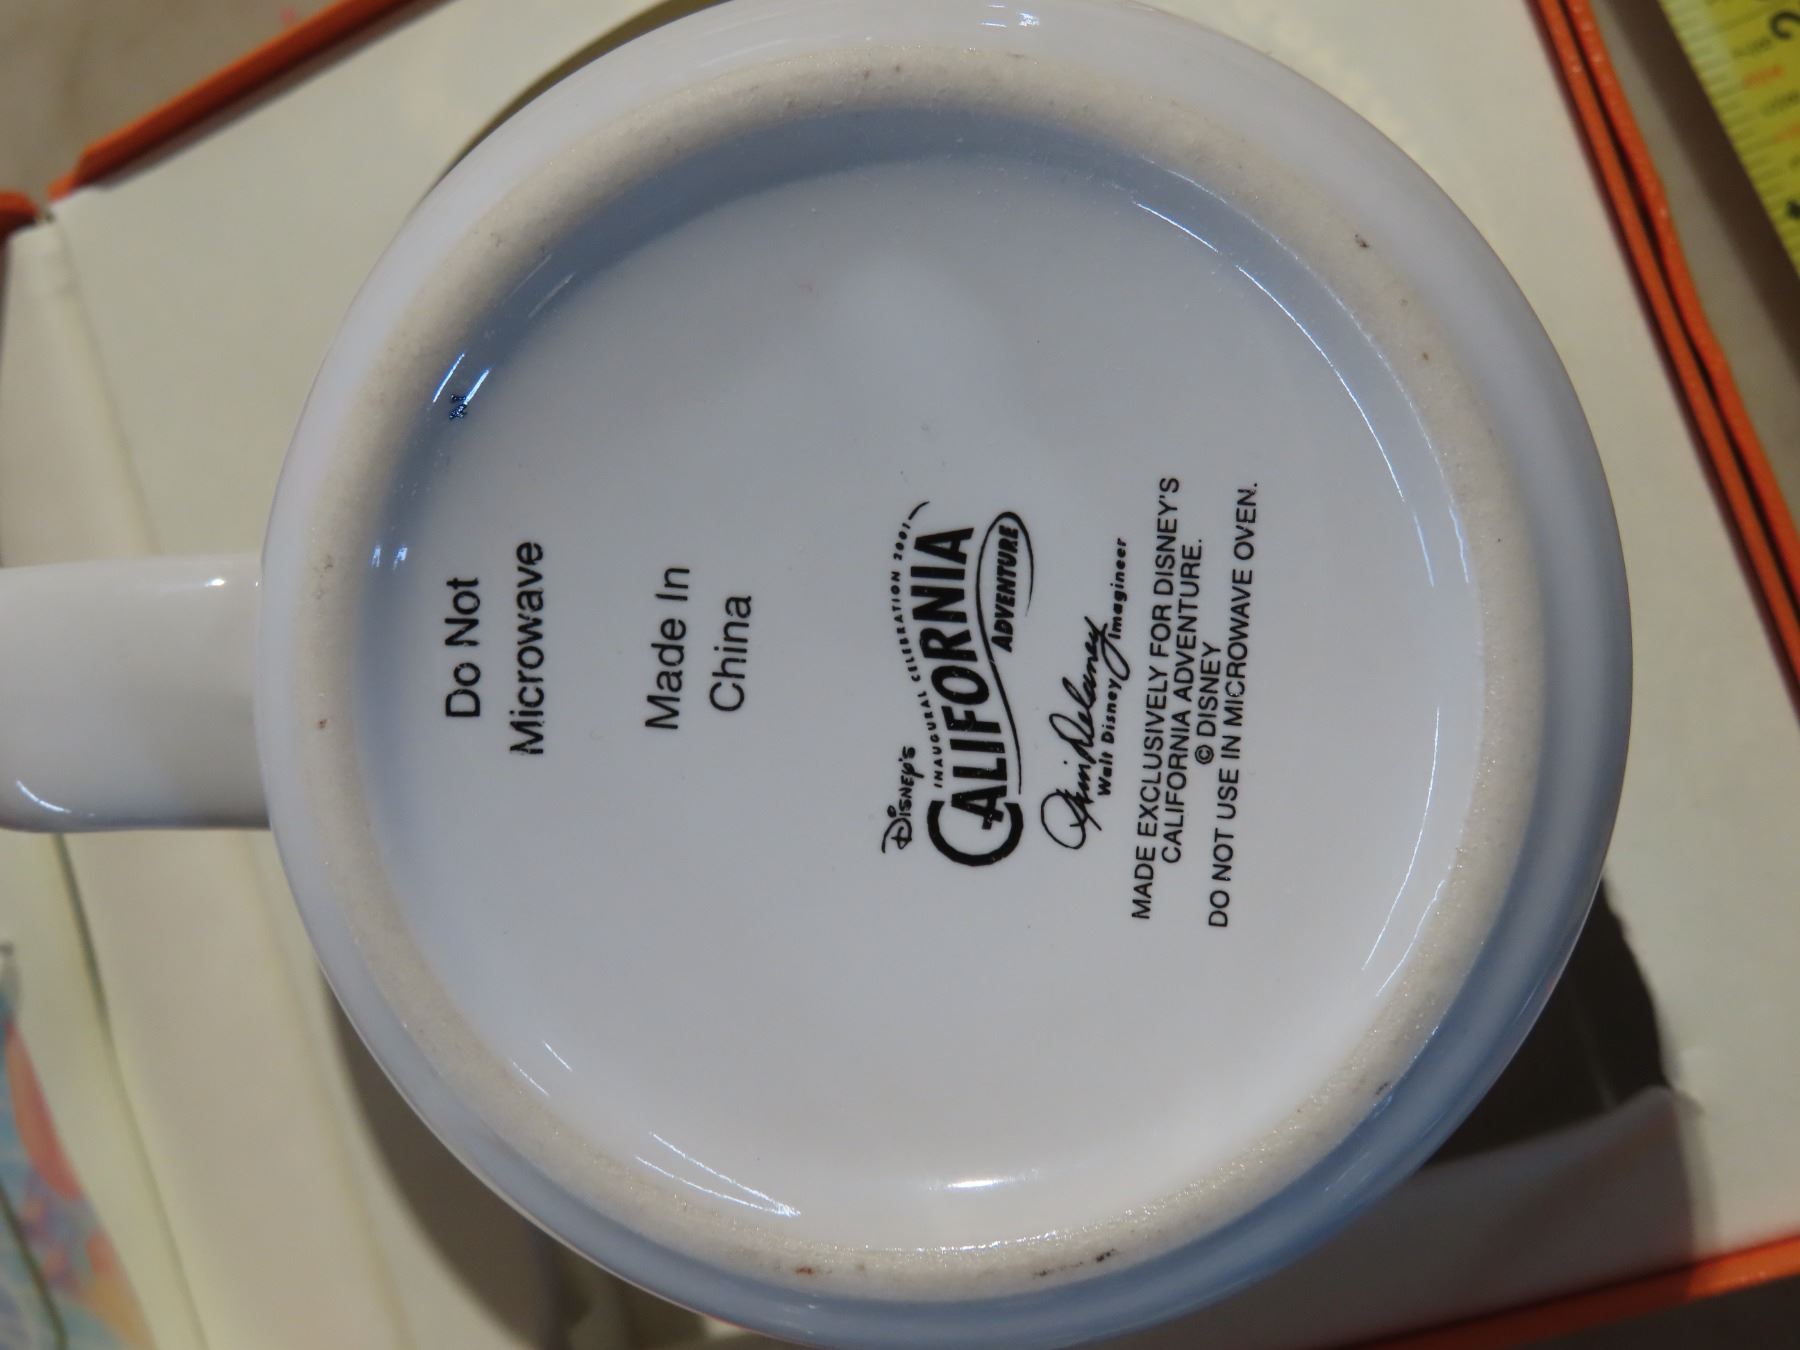 Do Not
Microwave
Made In
China
DISNEY'S
INAUGURAL CELEBRATION 2001
CALIFORNIA
ADVENTURE
Walt Disney Imagineer
MADE EXCLUSIVELY FOR DISNEY'S
CALIFORNIA ADVENTURE.
© DISNEY
DO NOT USE IN MICROWAVE OVEN.